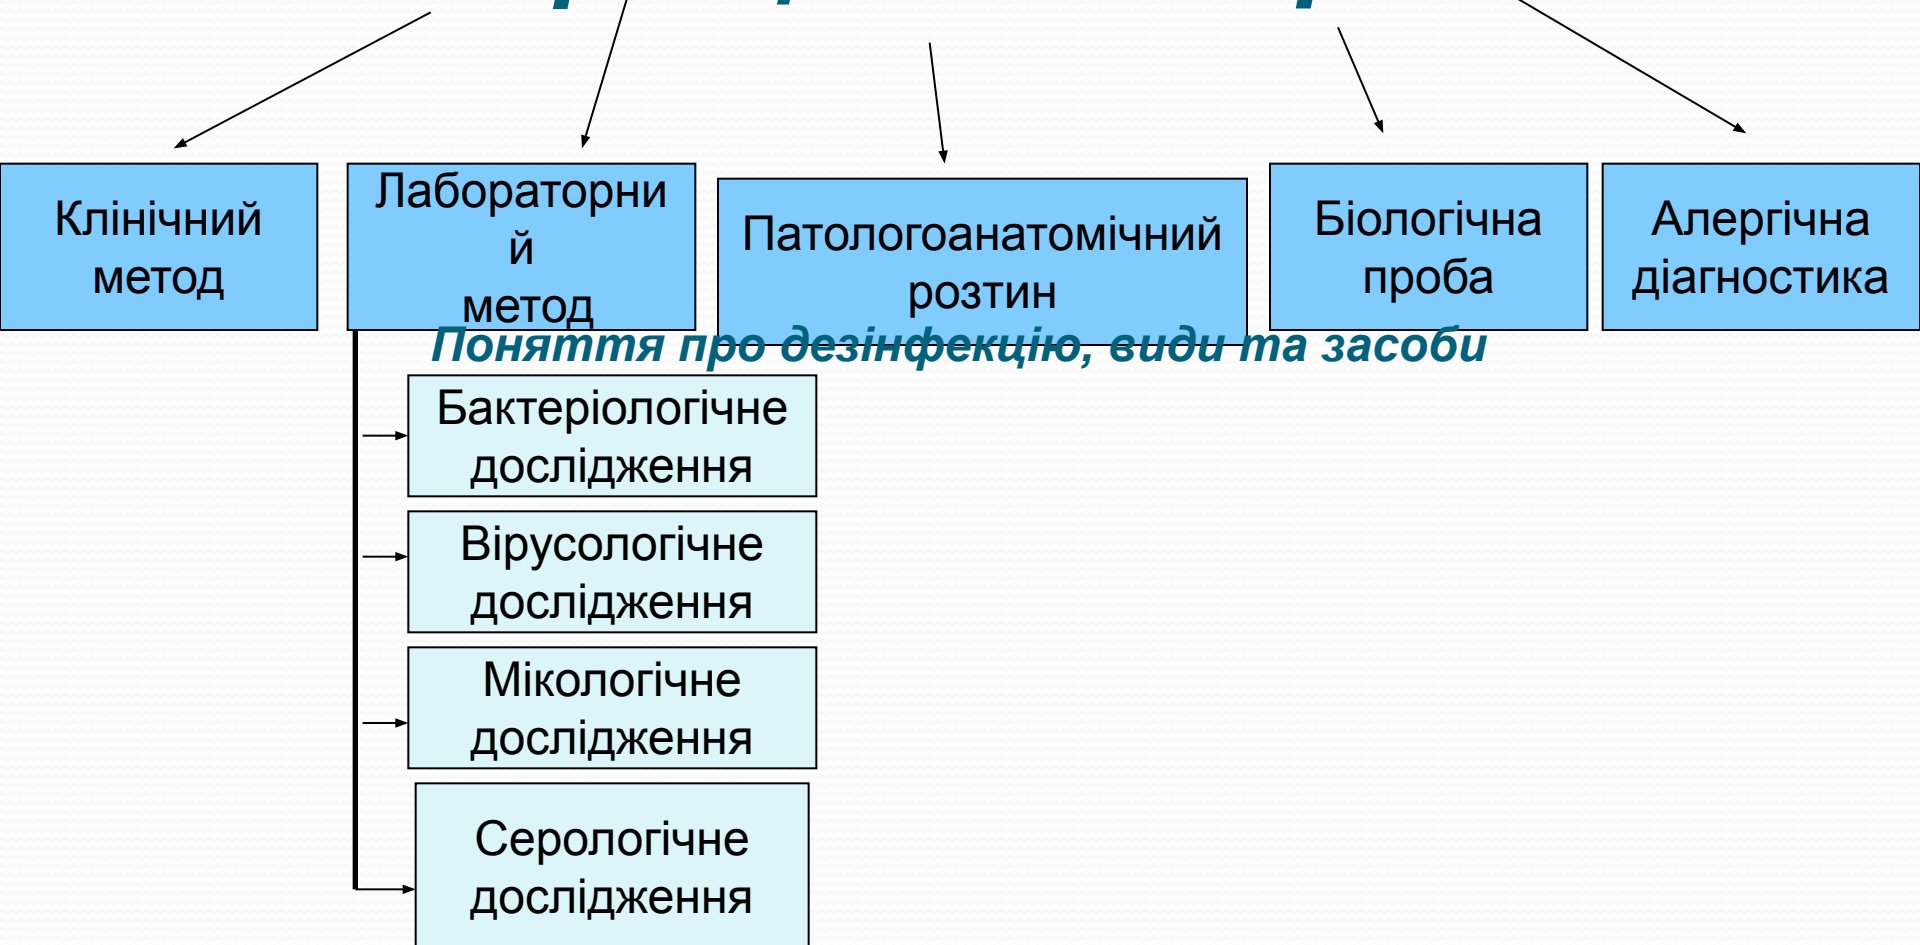 Клінічний
метод
Лабораторни
й
метод
Патологоанатомічний
розтин
Біологічна
проба
Алергічна
діагностика
Поняття про дезінфекцію, види та засоби
Бактеріологічне
дослідження
Вірусологічне
дослідження
Мікологічне
дослідження
Серологічне
дослідження